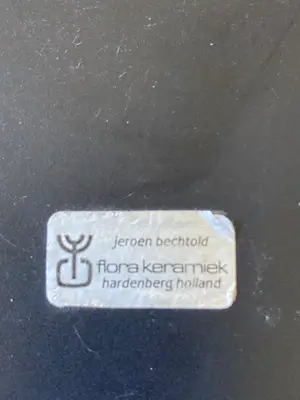 jeroen bechtold
flora keramiek
hardenberg holland